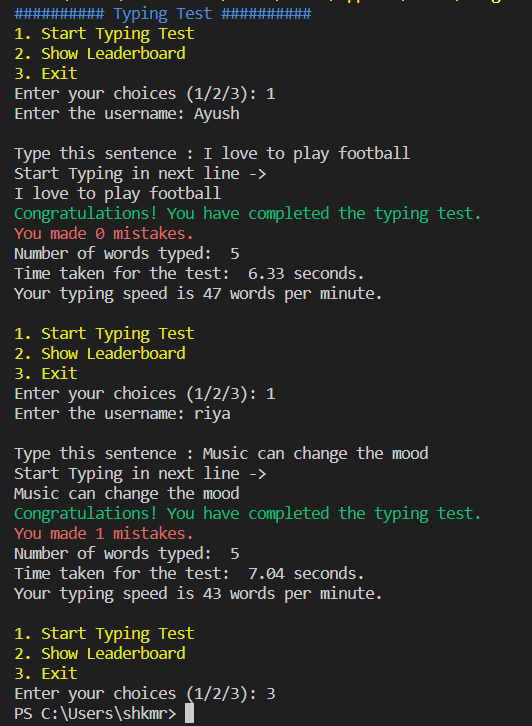 ########## Typing Test ##########
1. Start Typing Test
2. Show Leaderboard
3. Exit
Enter your choices (1/2/3): 1
Enter the username: Ayush
Type this sentence : I love to play football
Start Typing in next line ->
I love to play football
Congratulations! You have completed the typing test.
You made 0 mistakes.
Number of words typed:  5
Time taken for the test:  6.33 seconds.
Your typing speed is 47 words per minute.
1. Start Typing Test
2. Show Leaderboard
3. Exit
Enter your choices (1/2/3): 1
Enter the username: riya
Type this sentence : Music can change the mood
Start Typing in next line ->
Music can change the mood
Congratulations! You have completed the typing test.
You made 1 mistakes.
Number of words typed:  5
Time taken for the test:  7.04 seconds.
Your typing speed is 43 words per minute.
1. Start Typing Test
2. Show Leaderboard
3. Exit
Enter your choices (1/2/3): 3
PS C:\Users\shkmr>